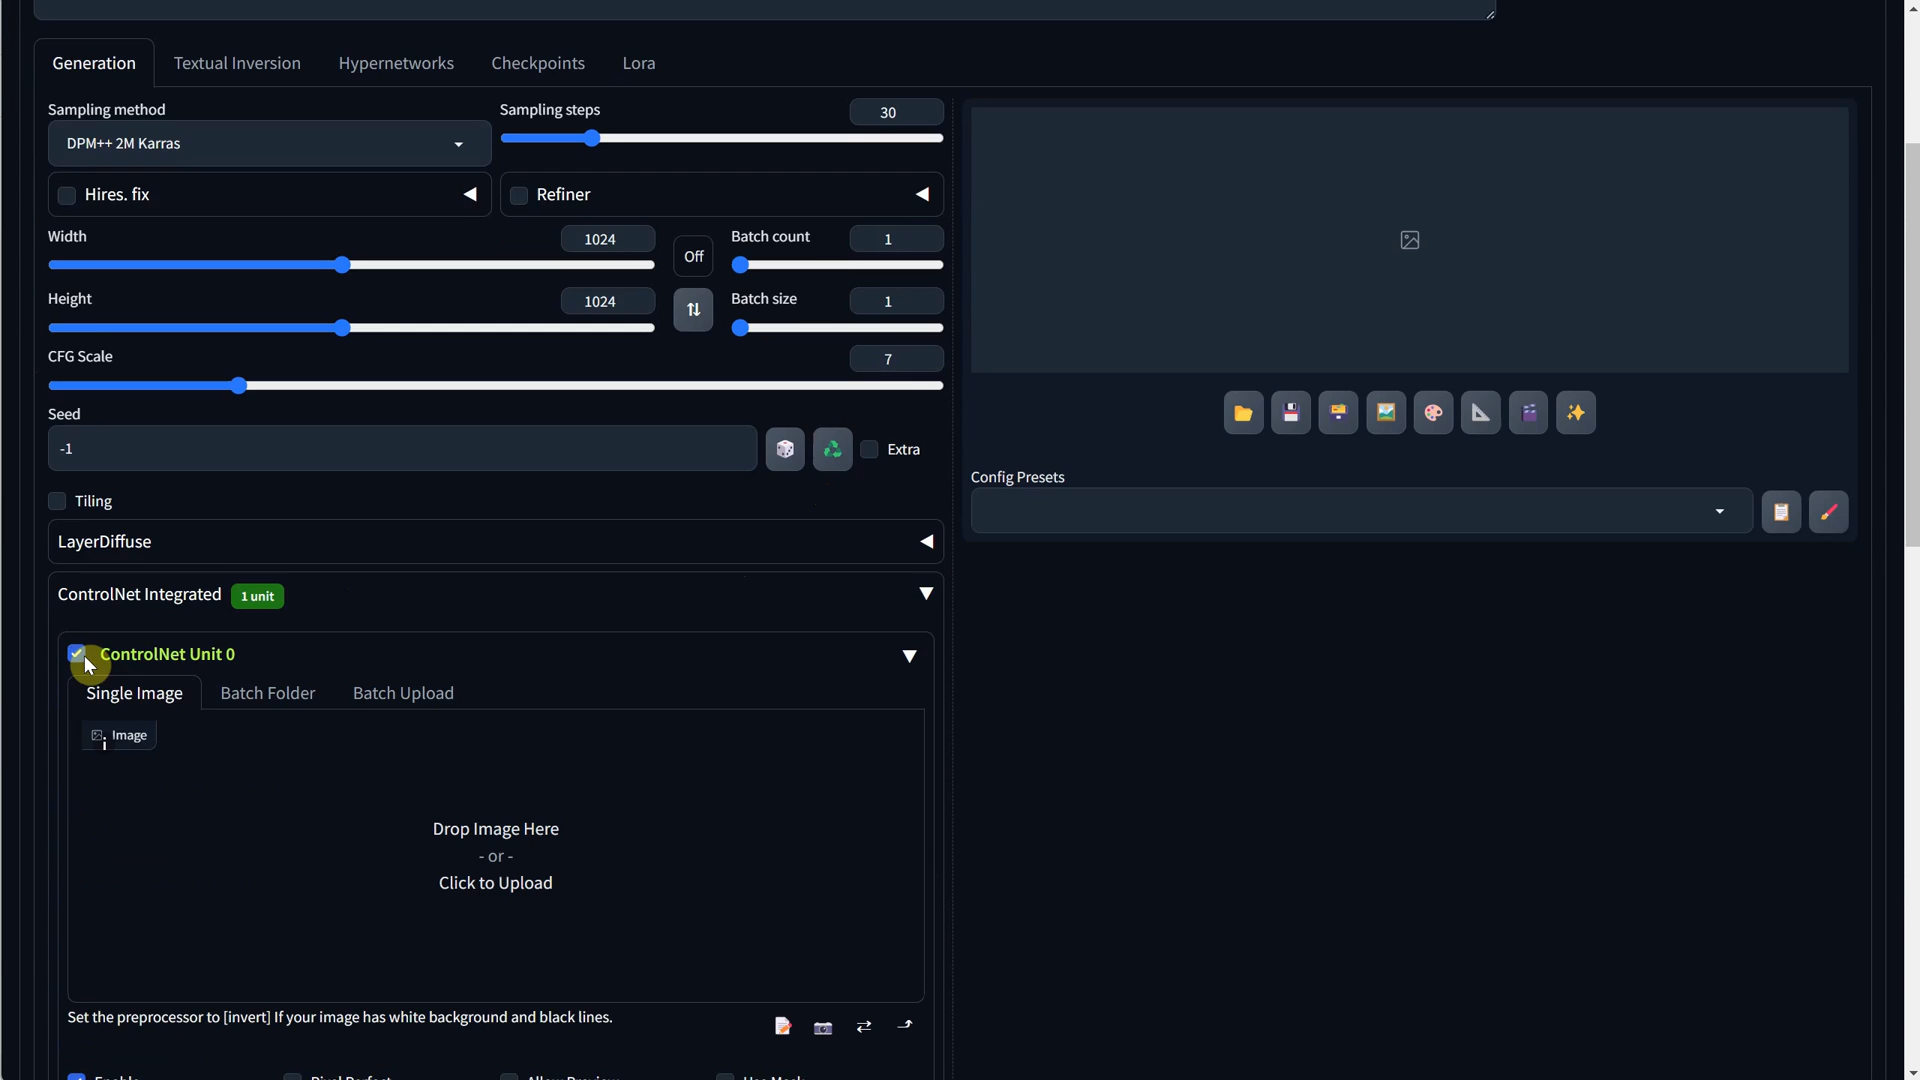 Generation Textual Inversion Hypernetworks Checkpoints Lora
Sampling method
DPM++ 2M Karras
Sampling steps
30
Hires. fix
Refiner
Width
1024
Off
Batch count
1
Height
1024
Batch size
1
CFG Scale
7
Seed
-1
Extra
Tiling
LayerDiffuse
ControlNet Integrated 1 unit
ControlNet Unit 0
Single Image Batch Folder Batch Upload
Image
Drop Image Here
- or -
Click to Upload
Set the preprocessor to [invert] If your image has white background and black lines.
Config Presets